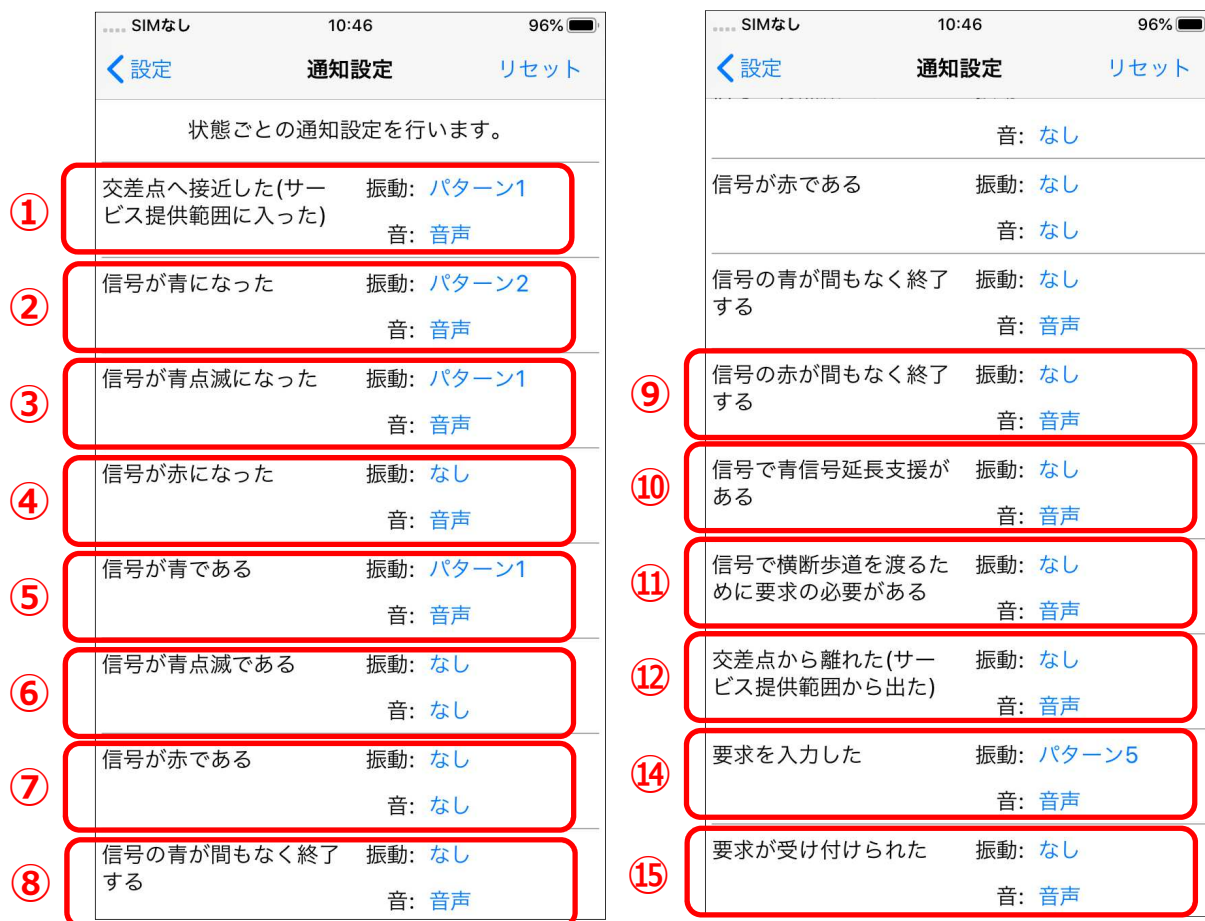 SIMなし 10:46 96%
設定 通知設定 リセット
状態ごとの通知設定を行います。
① 交差点へ接近した(サー 振動: パターン1
ビス提供範囲に入った)
音: 音声
② 信号が青になった 振動: パターン2
音: 音声
③ 信号が青点滅になった 振動: パターン1
音: 音声
④ 信号が赤になった 振動: なし
音: 音声
⑤ 信号が青である 振動: パターン1
音: 音声
⑥ 信号が青点滅である 振動: なし
音: なし
⑦ 信号が赤である 振動: なし
音: なし
⑧ 信号の青が間もなく終了 振動: なし
する
音: 音声
SIMなし 10:46 96%
設定 通知設定 リセット
音: なし
信号が赤である 振動: なし
音: なし
信号の青が間もなく終了 振動: なし
する
音: 音声
⑨ 信号の赤が間もなく終了 振動: なし
する
音: 音声
⑩ 信号で青信号延長支援が 振動: なし
ある
音: 音声
⑪ 信号で横断歩道を渡るた 振動: なし
めに要求の必要がある
音: 音声
⑫ 交差点から離れた(サー 振動: なし
ビス提供範囲から出た)
音: 音声
⑭ 要求を入力した 振動: パターン5
音: 音声
⑮ 要求が受け付けられた 振動: なし
音: 音声